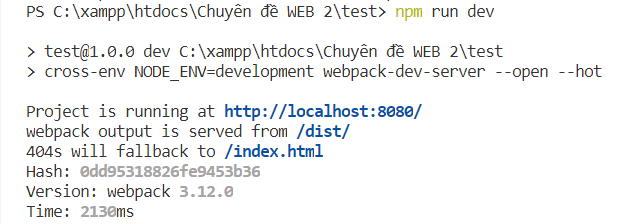 PS C:\xampp\htdocs\Chuyên đề WEB 2\test> npm run dev
> test@1.0.0 dev C:\xampp\htdocs\Chuyên đề WEB 2\test
> cross-env NODE_ENV=development webpack-dev-server --open --hot
Project is running at http://localhost:8080/
webpack output is served from /dist/
404s will fallback to /index.html
Hash: 0dd95318826fe9453b36
Version: webpack 3.12.0
Time: 2130ms